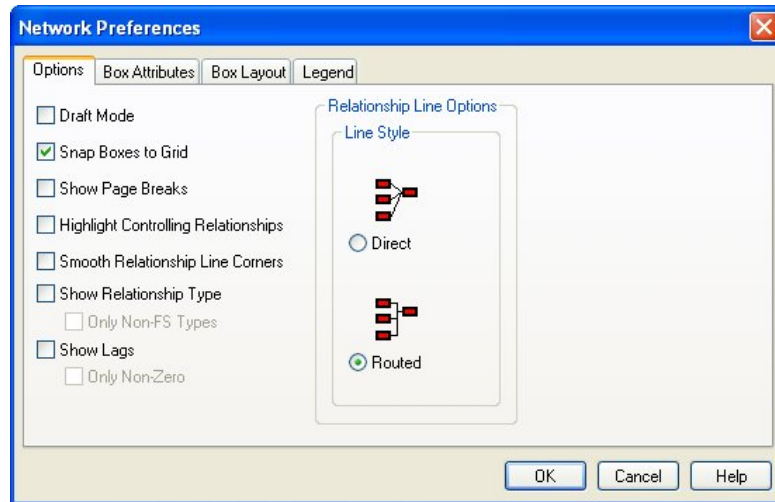 Network Preferences
Options
Box Attributes
Box Layout
Legend
Draft Mode
Snap Boxes to Grid
Show Page Breaks
Highlight Controlling Relationships
Smooth Relationship Line Corners
Show Relationship Type
Only Non-FS Types
Show Lags
Only Non-Zero
Relationship Line Options
Line Style
Direct
Routed
OK
Cancel
Help